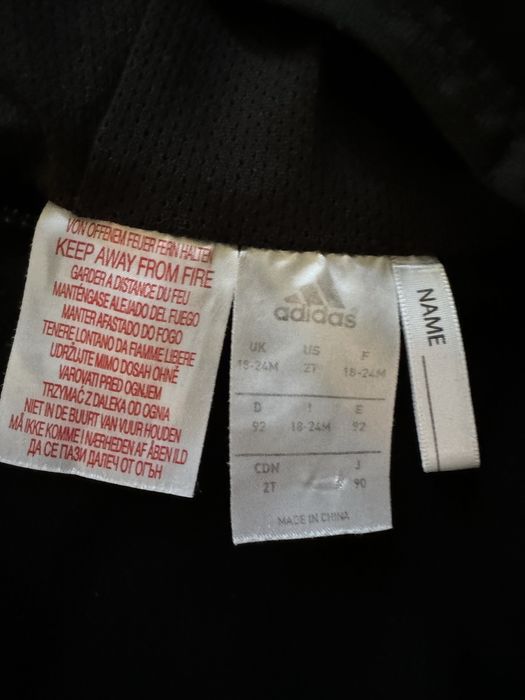 VON OFFENEM FEUER FERN HALTEN
KEEP AWAY FROM FIRE
GARDER A DISTANCE DU FEU
MANTÉNGASE ALEJADO DEL FUEGO
MANTER AFASTADO DO FOGO
TENERE LONTANO DA FIAMME LIBERE
UDRŽUJTE MIMO DOSAH OHNĚ
VAROVATI PRED OGNJEM
TRZYMAĆ Z DALEKA OD OGNIA
NIET IN DE BUURT VAN VUUR HOUDEN
MÅ IKKE KOMME I NÆRHEDEN AF ÅBEN ILD
ДА СЕ ПАЗИ ДАЛЕЧ ОТ ОГЪН
adidas
UK US F
18-24M 2T 18-24M
D I E
92 18-24M 92
CDN J
2T 90
MADE IN CHINA
NAME